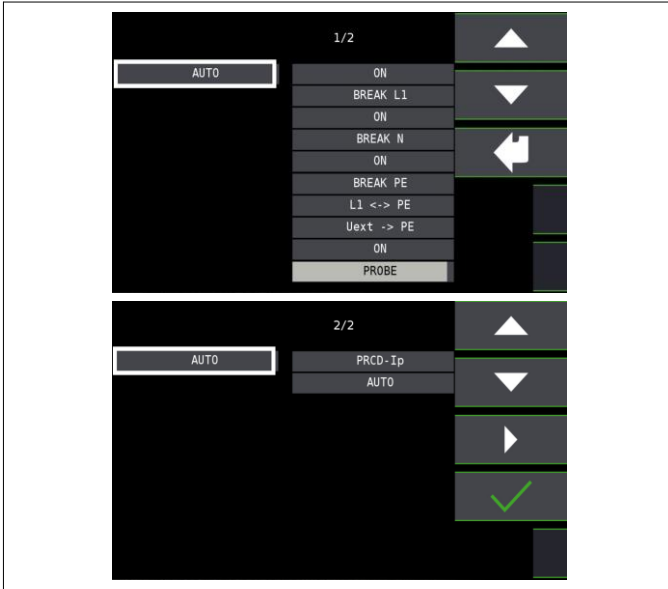 1/2
AUTO
ON
BREAK L1
ON
BREAK N
ON
BREAK PE
L1 <-> PE
Uext -> PE
ON
PROBE
2/2
AUTO
PRCD-Ip
AUTO